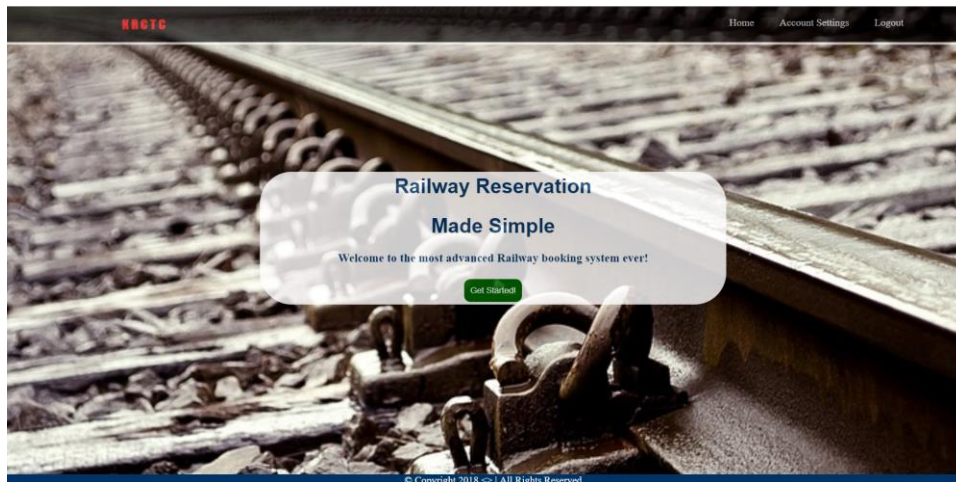 KRCTC
Home Account Settings Logout
Railway Reservation
Made Simple
Welcome to the most advanced Railway booking system ever!
Get Started!
© Copyright 2018 <> | All Rights Reserved